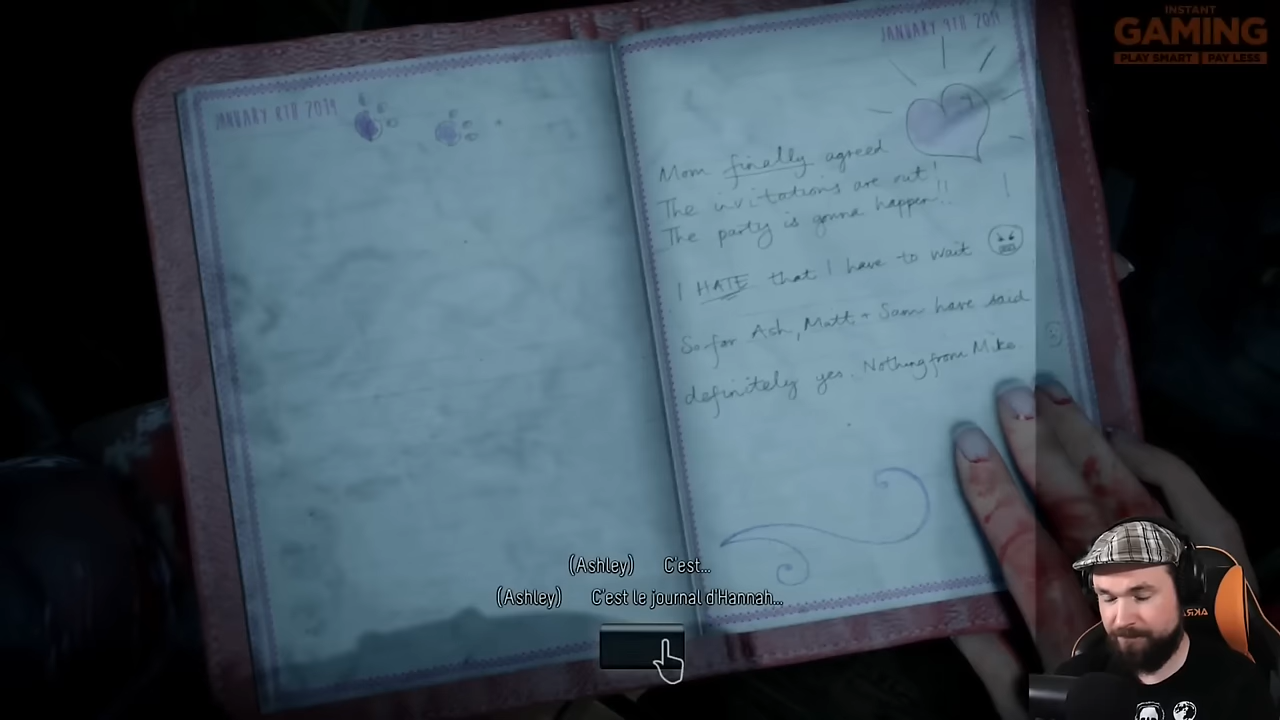 INSTANT
GAMING
PLAY SMART PAY LESS
JANUARY 8TH 2014
JANUARY 9TH 2014
Mom finally agreed
The invitations are out!
The party is gonna happen!!
I HATE that I have to wait
So far Ash, Matt + Sam have said
definitely yes. Nothing from Mike
(Ashley) C'est...
(Ashley) C'est le journal d'Hannah...